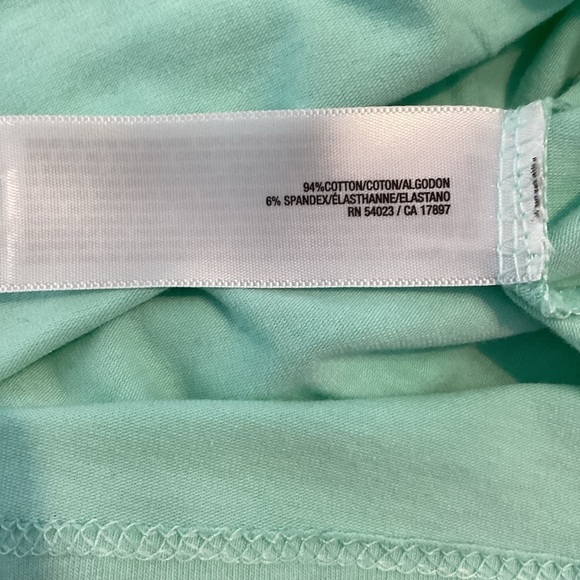 94%COTTON/COTON/ALGODON
6% SPANDEX/ÉLASTHANNE/ELASTANO
RN 54023 / CA 17897